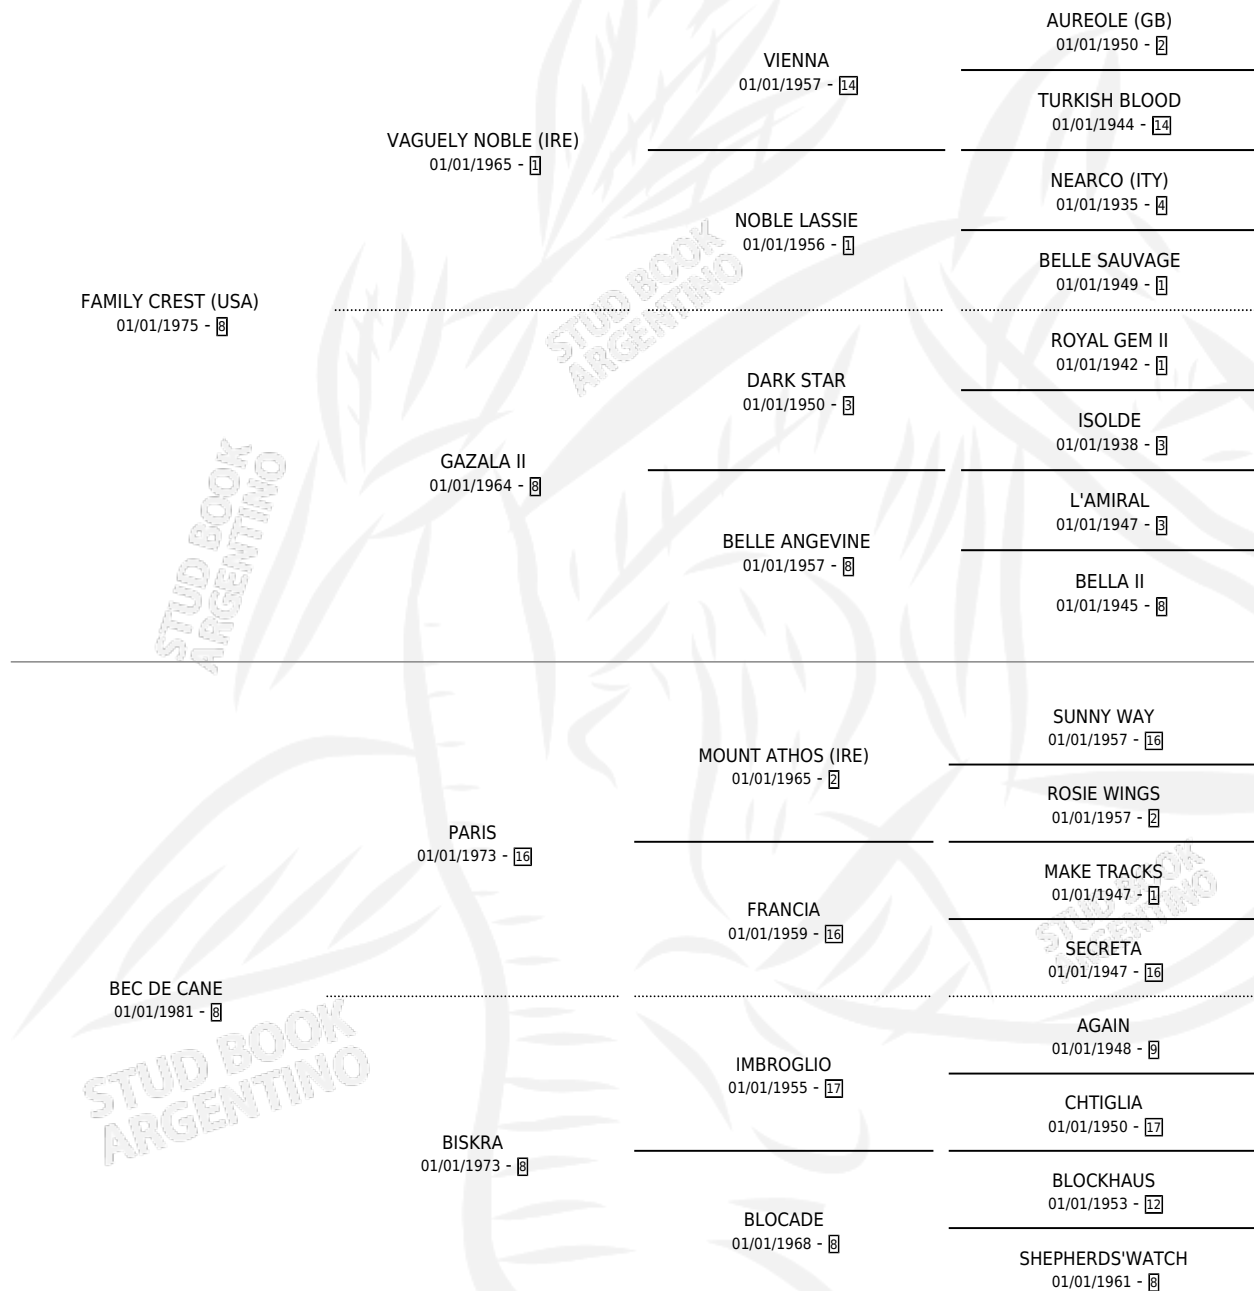 AUREOLE (GB)
01/01/1950 - 2
VIENNA
01/01/1957 - 14
TURKISH BLOOD
01/01/1944 - 14
VAGUELY NOBLE (IRE)
01/01/1965 - 1
NEARCO (ITY)
01/01/1935 - 4
NOBLE LASSIE
01/01/1956 - 1
BELLE SAUVAGE
01/01/1949 - 1
FAMILY CREST (USA)
01/01/1975 - 8
ROYAL GEM II
01/01/1942 - 1
DARK STAR
01/01/1950 - 3
ISOLDE
01/01/1938 - 3
GAZALA II
01/01/1964 - 8
L'AMIRAL
01/01/1947 - 3
BELLE ANGEVINE
01/01/1957 - 8
BELLA II
01/01/1945 - 8
SUNNY WAY
01/01/1957 - 16
MOUNT ATHOS (IRE)
01/01/1965 - 2
ROSIE WINGS
01/01/1957 - 2
PARIS
01/01/1973 - 16
MAKE TRACKS
01/01/1947 - 1
FRANCIA
01/01/1959 - 16
SECRETA
01/01/1947 - 16
BEC DE CANE
01/01/1981 - 8
AGAIN
01/01/1948 - 9
IMBROGLIO
01/01/1955 - 17
CHTIGLIA
01/01/1950 - 17
BISKRA
01/01/1973 - 8
BLOCKHAUS
01/01/1953 - 12
BLOCADE
01/01/1968 - 8
SHEPHERDS'WATCH
01/01/1961 - 8
STUD BOOK
ARGENTINO
STUD BOOK
ARGENTINO
STUD BOOK
ARGENTINO
STUD BOOK
ARGENTINO